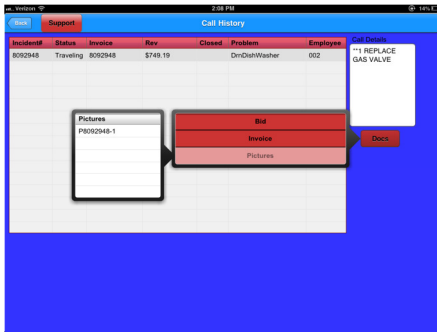 Verizon 2:08 PM 14%
Back Support Call History
Incident# Status Invoice Rev Closed Problem Employee
8092948 Traveling 8092948 $749.19 DrnDishWasher 002
Call Details
**1 REPLACE
GAS VALVE
Docs
Bid
Invoice
Pictures
Pictures
P8092948-1